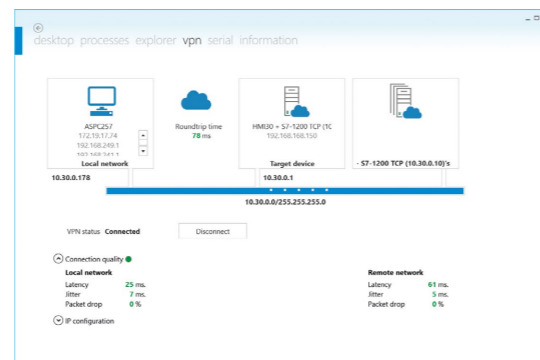 desktop processes explorer vpn serial information
ASPC257
172.19.17.74
192.168.249.1
192.168.241.1
Local network
Roundtrip time
78 ms
HMI30 + S7-1200 TCP (1C
192.168.168.150
Target device
- S7-1200 TCP (10.30.0.10)'s
10.30.0.178
10.30.0.1
10.30.0.0/255.255.255.0
VPN status Connected
Disconnect
Connection quality
Local network
Latency 25 ms.
Jitter 7 ms.
Packet drop 0 %
Remote network
Latency 61 ms.
Jitter 5 ms.
Packet drop 0 %
IP configuration